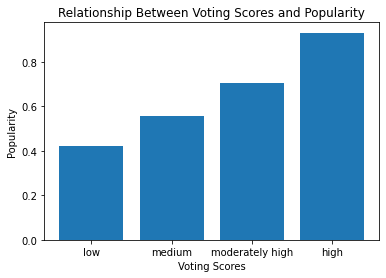 Relationship Between Voting Scores and Popularity
Popularity
0.8
0.6
0.4
0.2
0.0
low medium moderately high high
Voting Scores